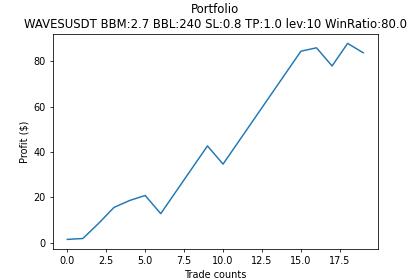 Portfolio
WAVESUSDT BBM:2.7 BBL:240 SL:0.8 TP:1.0 lev:10 WinRatio:80.0
Profit ($)
80
60
40
20
0
0.0 2.5 5.0 7.5 10.0 12.5 15.0 17.5
Trade counts